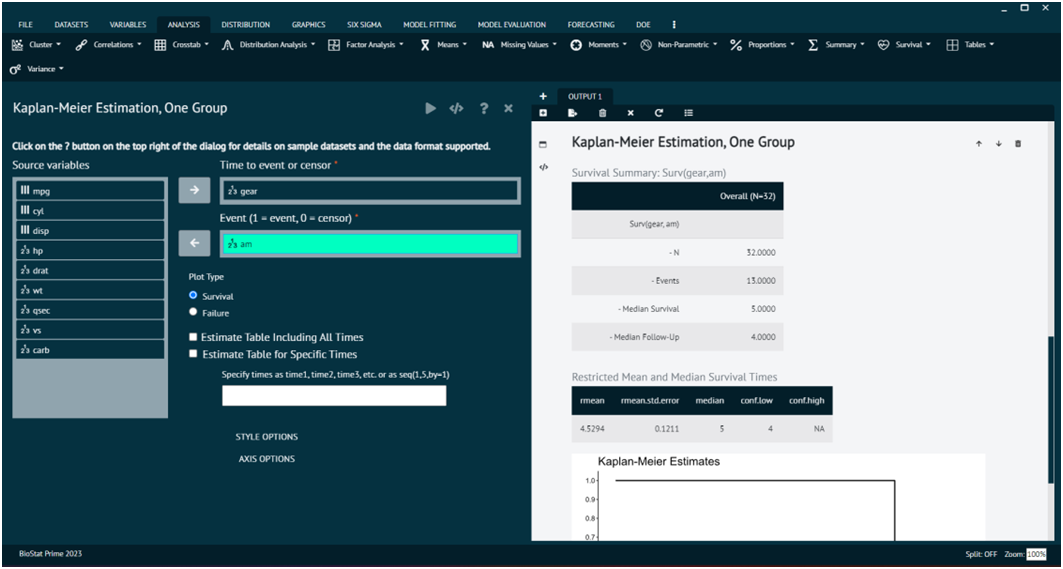 FILE DATASETS VARIABLES ANALYSIS DISTRIBUTION GRAPHICS SIX SIGMA MODEL FITTING MODEL EVALUATION FORECASTING DOE
Cluster Correlations Crosstab Distribution Analysis Factor Analysis Means NA Missing Values Moments Non-Parametric Proportions Summary Survival Tables
σ² Variance
Kaplan-Meier Estimation, One Group
Click on the ? button on the top right of the dialog for details on sample datasets and the data format supported.
Source variables
mpg
cyl
disp
hp
drat
wt
qsec
vs
carb
Time to event or censor *
gear
Event (1 = event, 0 = censor) *
am
Plot Type
Survival
Failure
Estimate Table Including All Times
Estimate Table for Specific Times
Specify times as time1, time2, time3, etc. or as seq(1,5,by=1)
STYLE OPTIONS
AXIS OPTIONS
OUTPUT 1
Kaplan-Meier Estimation, One Group
Survival Summary: Surv(gear,am)
Overall (N=32)
Surv(gear, am)
- N 32.0000
- Events 13.0000
- Median Survival 5.0000
- Median Follow-Up 4.0000
Restricted Mean and Median Survival Times
rmean rmean.std.error median conf.low conf.high
4.5294 0.1211 5 4 NA
Kaplan-Meier Estimates
1.0
0.9
0.8
0.7
BioStat Prime 2023
Split: OFF Zoom: 100%